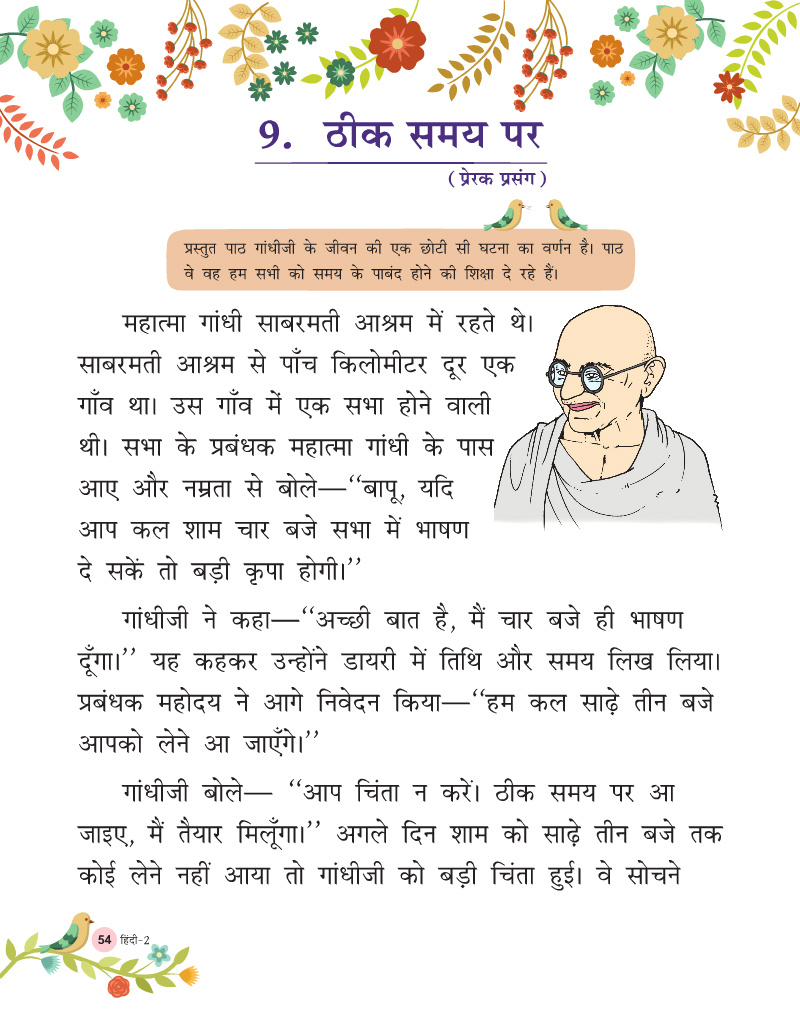 9. ठीक समय पर
( प्रेरक प्रसंग )
प्रस्तुत पाठ गांधीजी के जीवन की एक छोटी सी घटना का वर्णन है। पाठ
वे वह हम सभी को समय के पाबंद होने की शिक्षा दे रहे हैं।
महात्मा गांधी साबरमती आश्रम में रहते थे।
साबरमती आश्रम से पाँच किलोमीटर दूर एक
गाँव था। उस गाँव में एक सभा होने वाली
थी। सभा के प्रबंधक महात्मा गांधी के पास
आए और नम्रता से बोले—‘‘बापू, यदि
आप कल शाम चार बजे सभा में भाषण
दे सकें तो बड़ी कृपा होगी।’’
गांधीजी ने कहा—‘‘अच्छी बात है, मैं चार बजे ही भाषण
दूँगा।’’ यह कहकर उन्होंने डायरी में तिथि और समय लिख लिया।
प्रबंधक महोदय ने आगे निवेदन किया—‘‘हम कल साढ़े तीन बजे
आपको लेने आ जाएँगे।’’
गांधीजी बोले— ‘‘आप चिंता न करें। ठीक समय पर आ
जाइए, मैं तैयार मिलूँगा।’’ अगले दिन शाम को साढ़े तीन बजे तक
कोई लेने नहीं आया तो गांधीजी को बड़ी चिंता हुई। वे सोचने
54 हिंदी-2